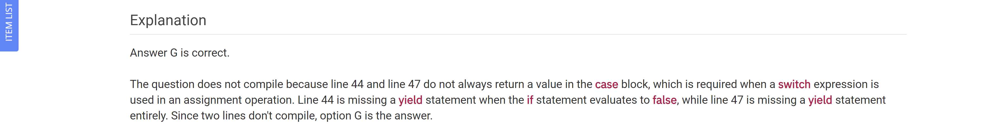 ITEM LIST
Explanation
Answer G is correct.
The question does not compile because line 44 and line 47 do not always return a value in the case block, which is required when a switch expression is
used in an assignment operation. Line 44 is missing a yield statement when the if statement evaluates to false, while line 47 is missing a yield statement
entirely. Since two lines don't compile, option G is the answer.